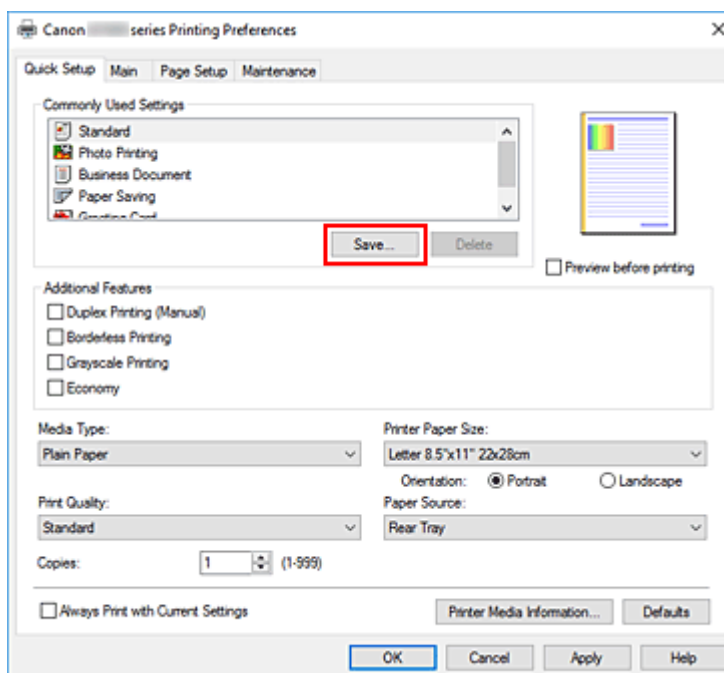 Canon series Printing Preferences
Quick Setup Main Page Setup Maintenance
Commonly Used Settings
Standard
Photo Printing
Business Document
Paper Saving
Greeting Card
Save... Delete
Preview before printing
Additional Features
Duplex Printing (Manual)
Borderless Printing
Grayscale Printing
Economy
Media Type: Printer Paper Size:
Plain Paper Letter 8.5"x11" 22x28cm
Orientation: Portrait Landscape
Print Quality: Paper Source:
Standard Rear Tray
Copies: 1 (1-999)
Always Print with Current Settings Printer Media Information... Defaults
OK Cancel Apply Help